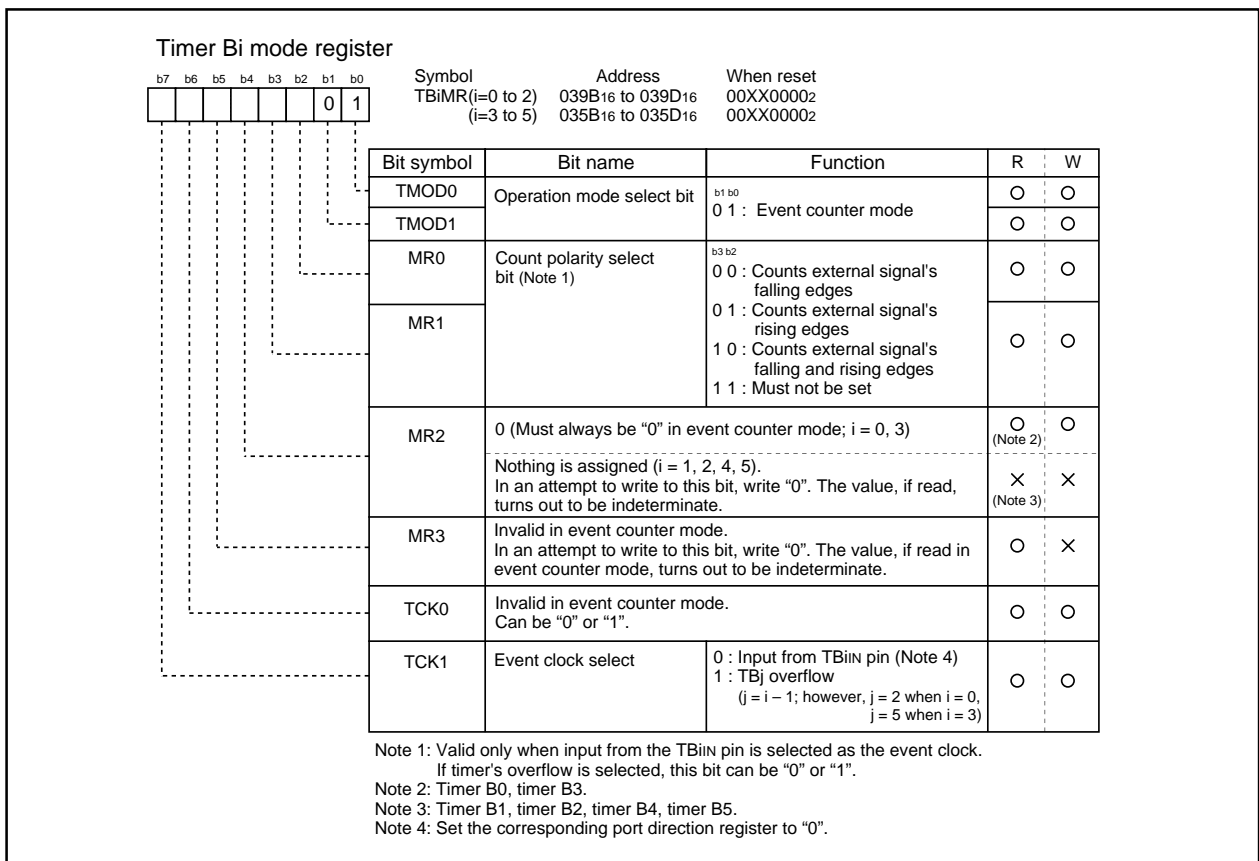 Timer Bi mode register
b7 b6 b5 b4 b3 b2 b1 b0
0 1
Symbol Address When reset
TBiMR(i=0 to 2) 039B16 to 039D16 00XX00002
(i=3 to 5) 035B16 to 035D16 00XX00002
Bit symbol Bit name Function R W
TMOD0 Operation mode select bit
b1 b0
0 1 : Event counter mode
TMOD1
MR0 Count polarity select
bit (Note 1)
b3 b2
0 0 : Counts external signal's
falling edges
0 1 : Counts external signal's
rising edges
1 0 : Counts external signal's
falling and rising edges
1 1 : Must not be set
MR1
MR2 0 (Must always be “0” in event counter mode; i = 0, 3)
(Note 2)
Nothing is assigned (i = 1, 2, 4, 5).
In an attempt to write to this bit, write “0”. The value, if read,
turns out to be indeterminate.
(Note 3)
MR3 Invalid in event counter mode.
In an attempt to write to this bit, write “0”. The value, if read in
event counter mode, turns out to be indeterminate.
TCK0 Invalid in event counter mode.
Can be “0” or “1”.
TCK1 Event clock select 0 : Input from TBiIN pin (Note 4)
1 : TBj overflow
(j = i – 1; however, j = 2 when i = 0,
j = 5 when i = 3)
Note 1: Valid only when input from the TBiIN pin is selected as the event clock.
If timer's overflow is selected, this bit can be “0” or “1”.
Note 2: Timer B0, timer B3.
Note 3: Timer B1, timer B2, timer B4, timer B5.
Note 4: Set the corresponding port direction register to “0”.